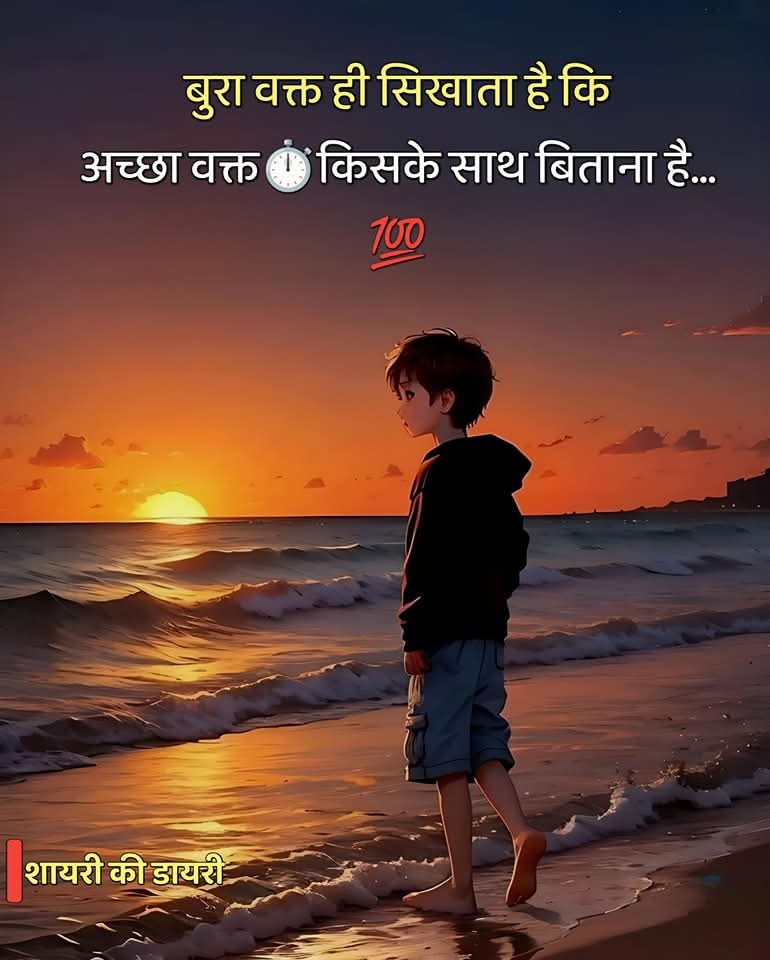 बुरा वक्त ही सिखाता है कि
अच्छा वक्त⏱️किसके साथ बिताना है...
💯
शायरी की डायरी